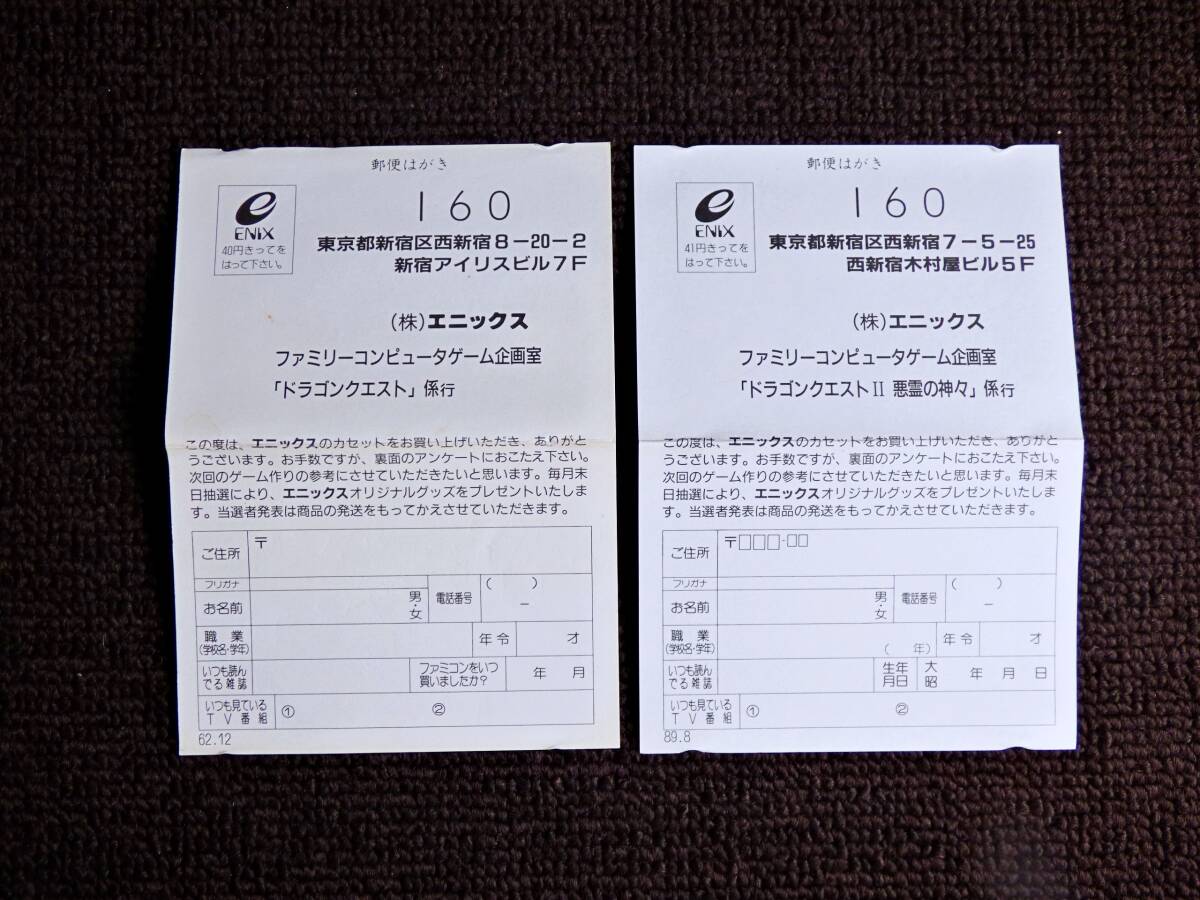 郵便はがき
ENIX
40円きってを
はって下さい。
160
東京都新宿区西新宿8-20-2
新宿アイリスビル7F
(株)エニックス
ファミリーコンピュータゲーム企画室
「ドラゴンクエスト」係行
この度は、エニックスのカセットをお買い上げいただき、ありがと
うございます。お手数ですが、裏面のアンケートにおこたえ下さい。
次回のゲーム作りの参考にさせていただきたいと思います。毎月末
日抽選により、エニックスオリジナルグッズをプレゼントいたしま
す。当選者発表は商品の発送をもってかえさせていただきます。
ご住所 〒
フリガナ
お名前 男・女 電話番号 ( ) ー
職業 (学校名・学年) 年令 才
いつも読んでる雑誌 ファミコンをいつ買いましたか? 年 月
いつも見ているTV番組 ① ②
62.12
郵便はがき
ENIX
41円きってを
はって下さい。
160
東京都新宿区西新宿7-5-25
西新宿木村屋ビル5F
(株)エニックス
ファミリーコンピュータゲーム企画室
「ドラゴンクエストII 悪霊の神々」係行
この度は、エニックスのカセットをお買い上げいただき、ありがと
うございます。お手数ですが、裏面のアンケートにおこたえ下さい。
次回のゲーム作りの参考にさせていただきたいと思います。毎月末
日抽選により、エニックスオリジナルグッズをプレゼントいたしま
す。当選者発表は商品の発送をもってかえさせていただきます。
ご住所 〒□□□-□□
フリガナ
お名前 男・女 電話番号 ( ) ー
職業 (学校名・学年) ( 年) 年令 才
いつも読んでる雑誌 生年月日 大 昭 年 月 日
いつも見ているTV番組 ① ②
89.8